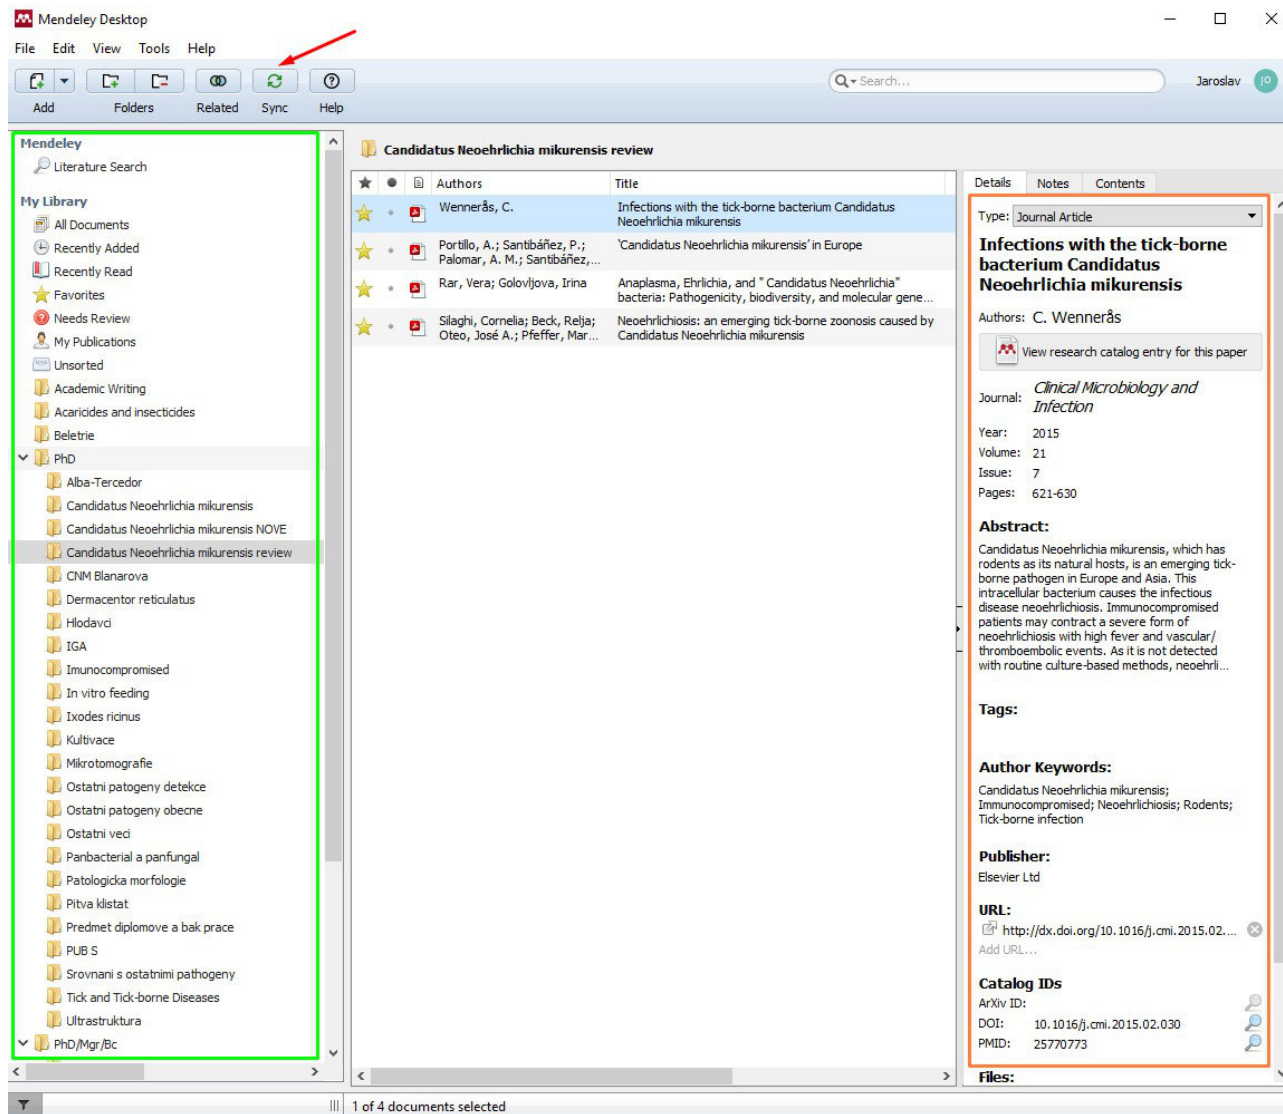 Mendeley Desktop
File Edit View Tools Help
Search...
Jaroslav JO
Add Folders Related Sync Help
Mendeley
Literature Search
My Library
All Documents
Recently Added
Recently Read
Favorites
Needs Review
My Publications
Unsorted
Academic Writing
Acaricides and insecticides
Beletrie
PhD
Alba-Tercedor
Candidatus Neoehrlichia mikurensis
Candidatus Neoehrlichia mikurensis NOVE
Candidatus Neoehrlichia mikurensis review
CNM Blanarova
Dermacentor reticulatus
Hlodavci
IGA
Imunocompromised
In vitro feeding
Ixodes ricinus
Kultivace
Mikrotomografie
Ostatni patogeny detekce
Ostatni patogeny obecne
Ostatni veci
Panbacterial a panfungal
Patologicka morfologie
Pitva klistat
Predmet diplomove a bak prace
PUB S
Srovnani s ostatnimi pathogeny
Tick and Tick-borne Diseases
Ultrastruktura
PhD/Mgr/Bc
Candidatus Neoehrlichia mikurensis review
Authors Title
Wennerås, C. Infections with the tick-borne bacterium Candidatus
Neoehrlichia mikurensis
Portillo, A.; Santibáñez, P.; 'Candidatus Neoehrlichia mikurensis' in Europe
Palomar, A. M.; Santibáñez,...
Rar, Vera; Golovljova, Irina Anaplasma, Ehrlichia, and " Candidatus Neoehrlichia"
bacteria: Pathogenicity, biodiversity, and molecular gene...
Silaghi, Cornelia; Beck, Relja; Neoehrlichiosis: an emerging tick-borne zoonosis caused by
Oteo, José A.; Pfeffer, Mar... Candidatus Neoehrlichia mikurensis
Details Notes Contents
Type: Journal Article
Infections with the tick-borne
bacterium Candidatus
Neoehrlichia mikurensis
Authors: C. Wennerås
View research catalog entry for this paper
Journal: Clinical Microbiology and
Infection
Year: 2015
Volume: 21
Issue: 7
Pages: 621-630
Abstract:
Candidatus Neoehrlichia mikurensis, which has
rodents as its natural hosts, is an emerging tick-
borne pathogen in Europe and Asia. This
intracellular bacterium causes the infectious
disease neoehrlichiosis. Immunocompromised
patients may contract a severe form of
neoehrlichiosis with high fever and vascular/
thromboembolic events. As it is not detected
with routine culture-based methods, neoehrli...
Tags:
Author Keywords:
Candidatus Neoehrlichia mikurensis;
Immunocompromised; Neoehrlichiosis; Rodents;
Tick-borne infection
Publisher:
Elsevier Ltd
URL:
http://dx.doi.org/10.1016/j.cmi.2015.02....
Add URL...
Catalog IDs
ArXiv ID:
DOI: 10.1016/j.cmi.2015.02.030
PMID: 25770773
Files:
1 of 4 documents selected